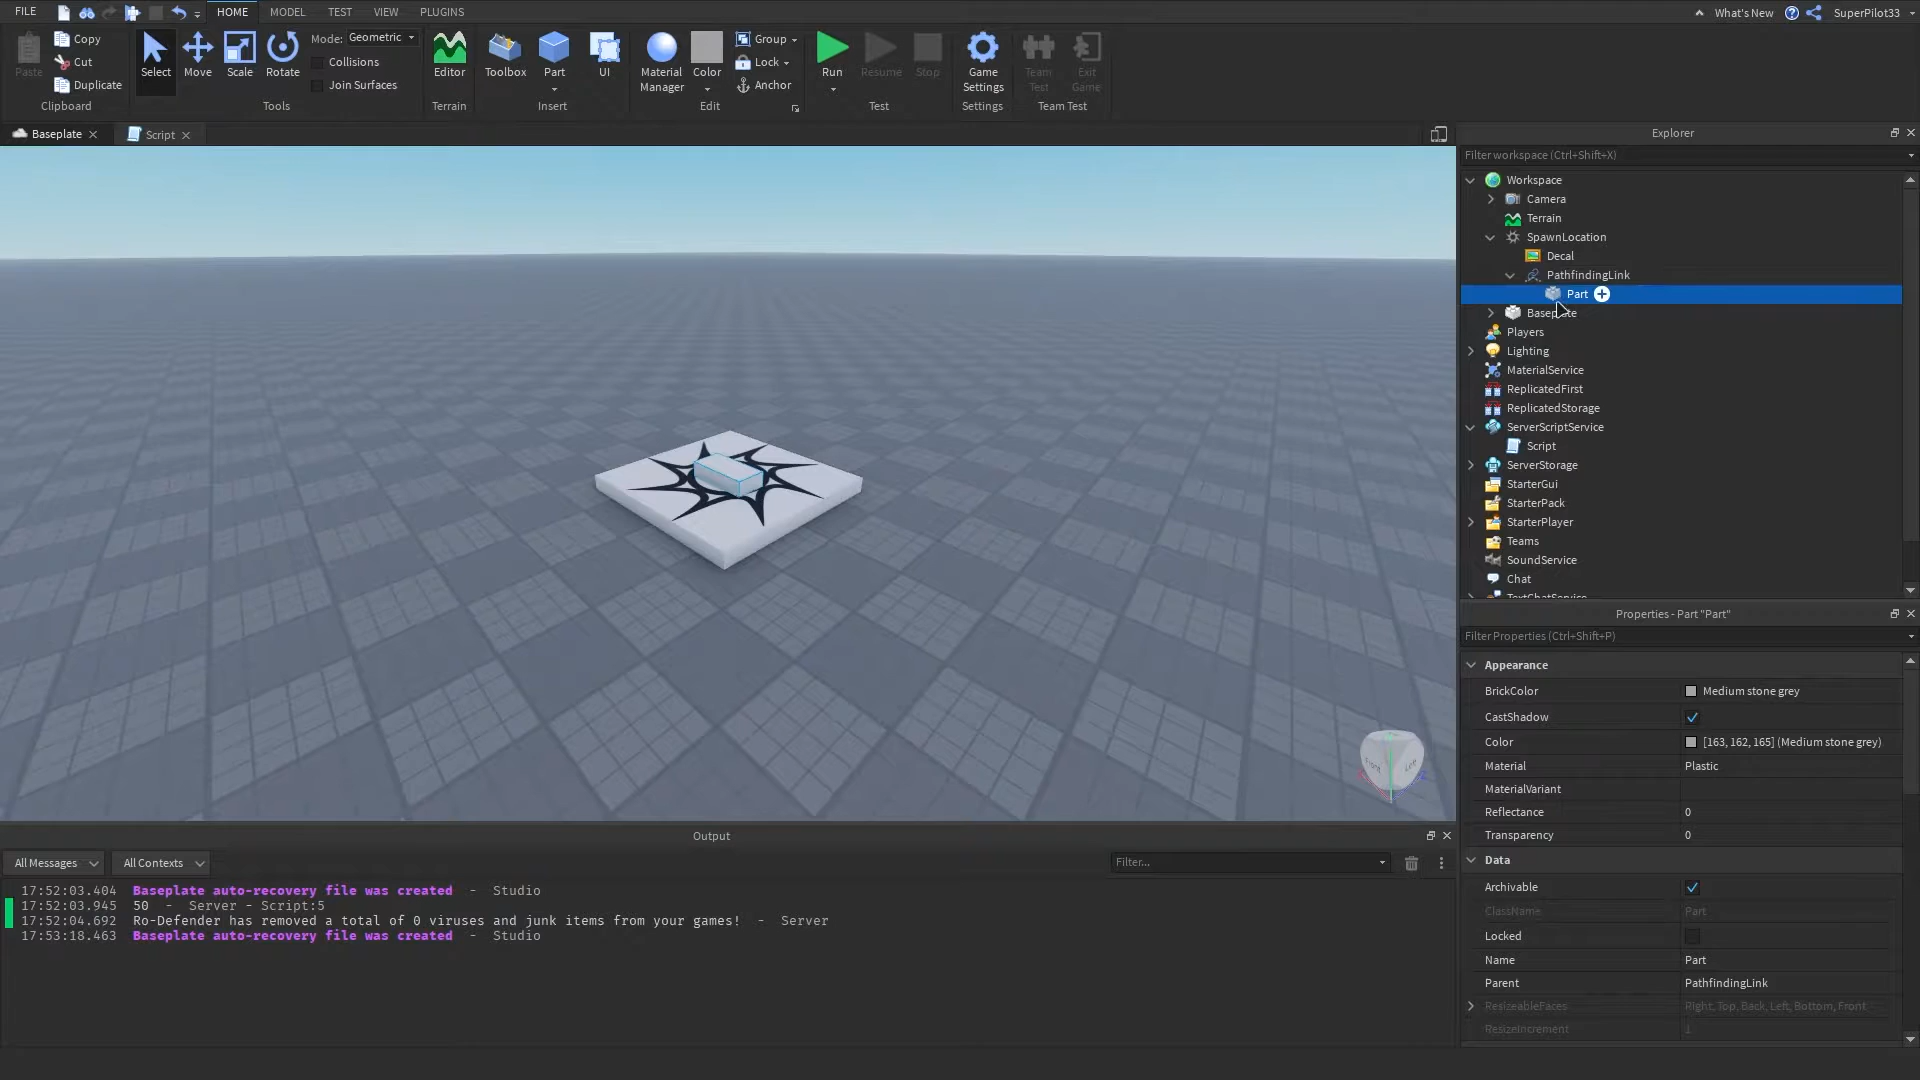 FILE HOME MODEL TEST VIEW PLUGINS What's New SuperPilot33
Copy
Cut
Duplicate
Paste
Clipboard
Select Move Scale Rotate
Mode: Geometric
Collisions
Join Surfaces
Tools
Editor
Terrain
Toolbox Part UI
Insert
Material Manager
Color
Group
Lock
Anchor
Edit
Run Resume Stop
Test
Game Settings
Settings
Team Test
Exit Game
Team Test
Baseplate Script
Explorer
Filter workspace (Ctrl+Shift+X)
Workspace
Camera
Terrain
SpawnLocation
Decal
PathfindingLink
Part
Baseplate
Players
Lighting
MaterialService
ReplicatedFirst
ReplicatedStorage
ServerScriptService
Script
ServerStorage
StarterGui
StarterPack
StarterPlayer
Teams
SoundService
Chat
TextChatService
Front Left
Properties - Part "Part"
Filter Properties (Ctrl+Shift+P)
Appearance
BrickColor Medium stone grey
CastShadow
Color [163, 162, 165] (Medium stone grey)
Material Plastic
MaterialVariant
Reflectance 0
Transparency 0
Data
Archivable
ClassName Part
Locked
Name Part
Parent PathfindingLink
ResizeableFaces Right, Top, Back, Left, Bottom, Front
ResizeIncrement 1
Output
All Messages All Contexts Filter...
17:52:03.404 Baseplate auto-recovery file was created - Studio
17:52:03.945 50 - Server - Script:5
17:52:04.692 Ro-Defender has removed a total of 0 viruses and junk items from your games! - Server
17:53:18.463 Baseplate auto-recovery file was created - Studio